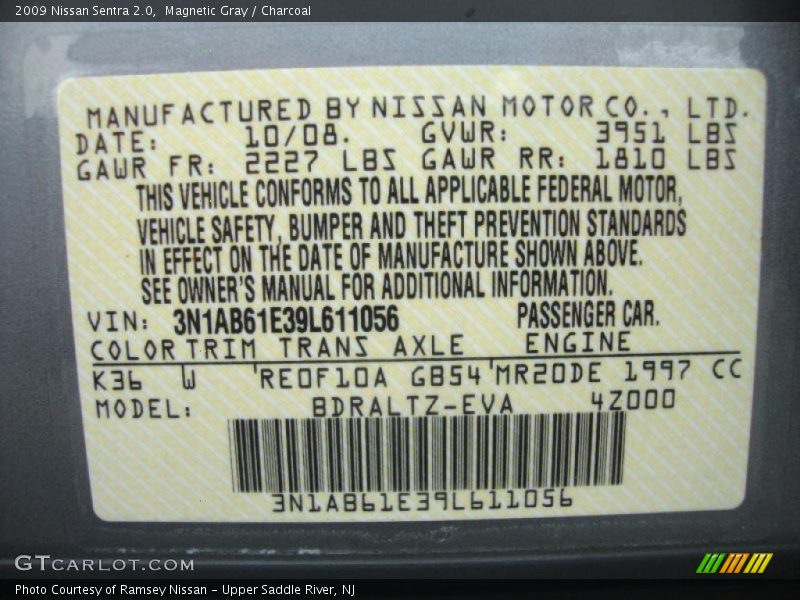 2009 Nissan Sentra 2.0,  Magnetic Gray / Charcoal
MANUFACTURED BY NISSAN MOTOR CO., LTD.
DATE: 10/08. GVWR: 3951 LBS
GAWR FR: 2227 LBS GAWR RR: 1810 LBS
THIS VEHICLE CONFORMS TO ALL APPLICABLE FEDERAL MOTOR,
VEHICLE SAFETY, BUMPER AND THEFT PREVENTION STANDARDS
IN EFFECT ON THE DATE OF MANUFACTURE SHOWN ABOVE.
SEE OWNER'S MANUAL FOR ADDITIONAL INFORMATION.
VIN: 3N1AB61E39L611056 PASSENGER CAR.
COLOR TRIM TRANS AXLE ENGINE
K36 W 'RE0F10A GB54'MR20DE 1997 CC
MODEL: BDRALTZ-EVA 4Z000
3N1AB61E39L611056
GTCARLOT.COM
Photo Courtesy of Ramsey Nissan - Upper Saddle River, NJ